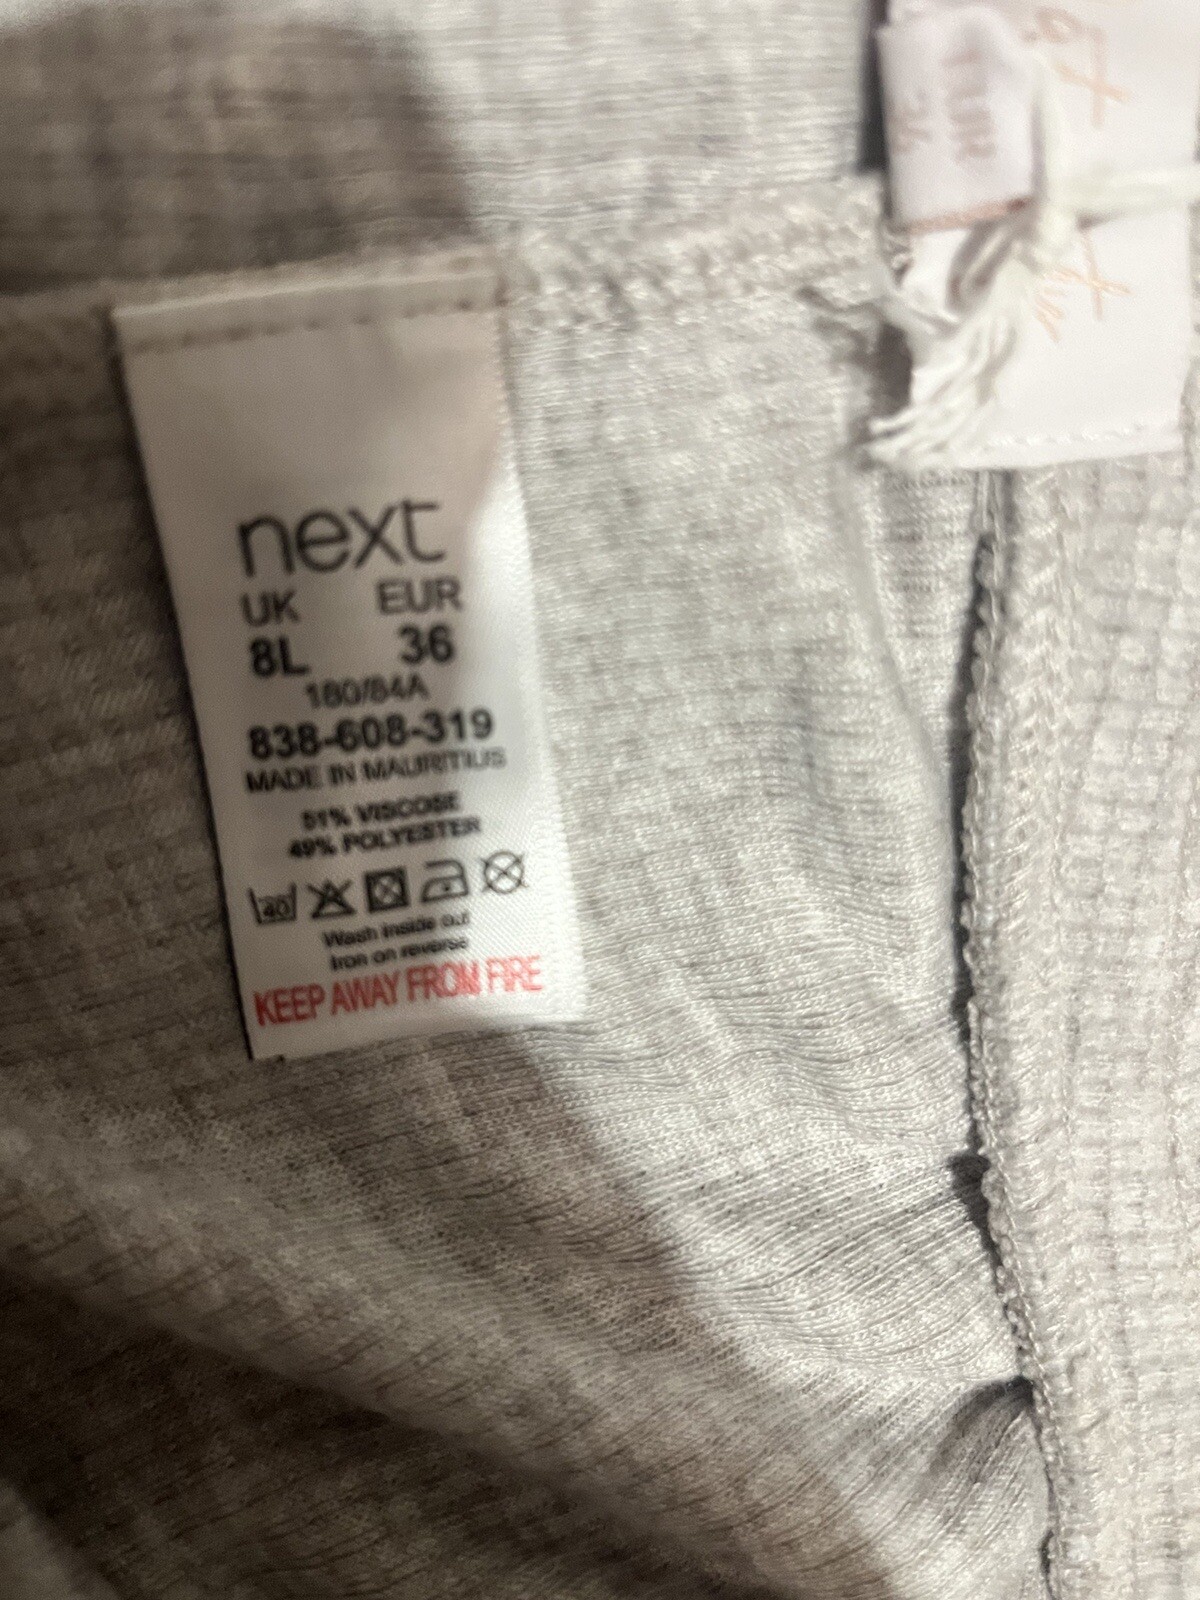 next
UK EUR
8L 36
180/84A
838-608-319
MADE IN MAURITIUS
51% VISCOSE
49% POLYESTER
40
Wash inside out
Iron on reverse
KEEP AWAY FROM FIRE